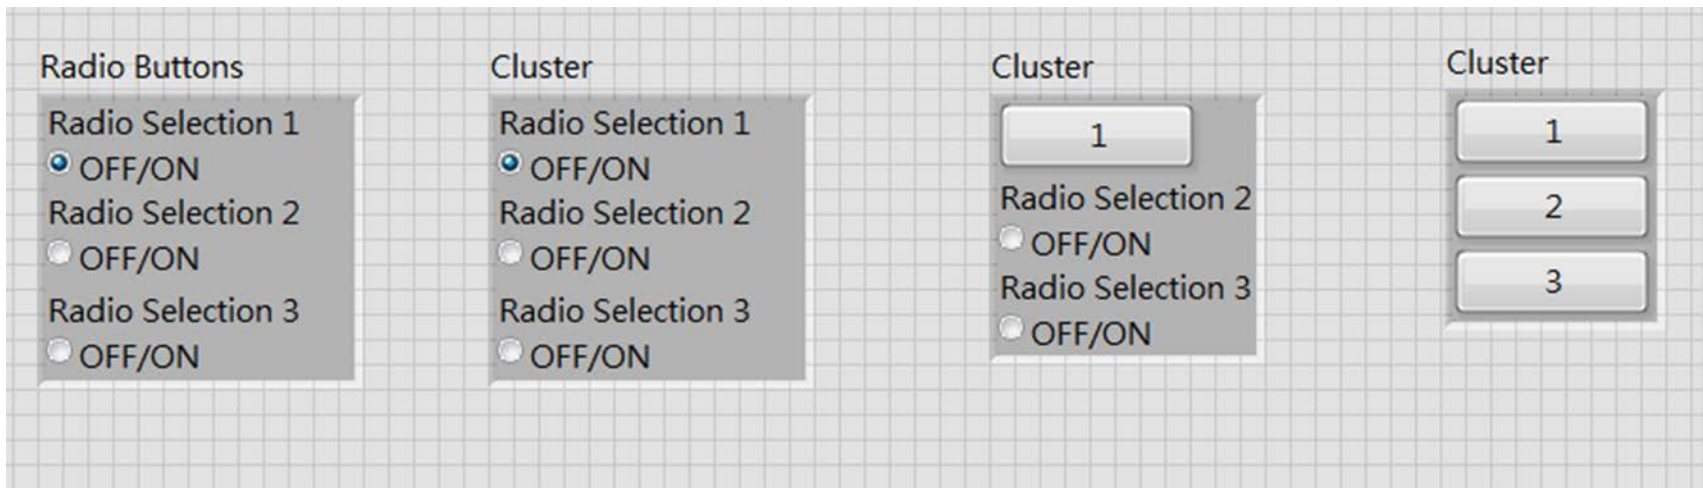 Radio Buttons
Radio Selection 1
OFF/ON
Radio Selection 2
OFF/ON
Radio Selection 3
OFF/ON
Cluster
Radio Selection 1
OFF/ON
Radio Selection 2
OFF/ON
Radio Selection 3
OFF/ON
Cluster
1
Radio Selection 2
OFF/ON
Radio Selection 3
OFF/ON
Cluster
1
2
3